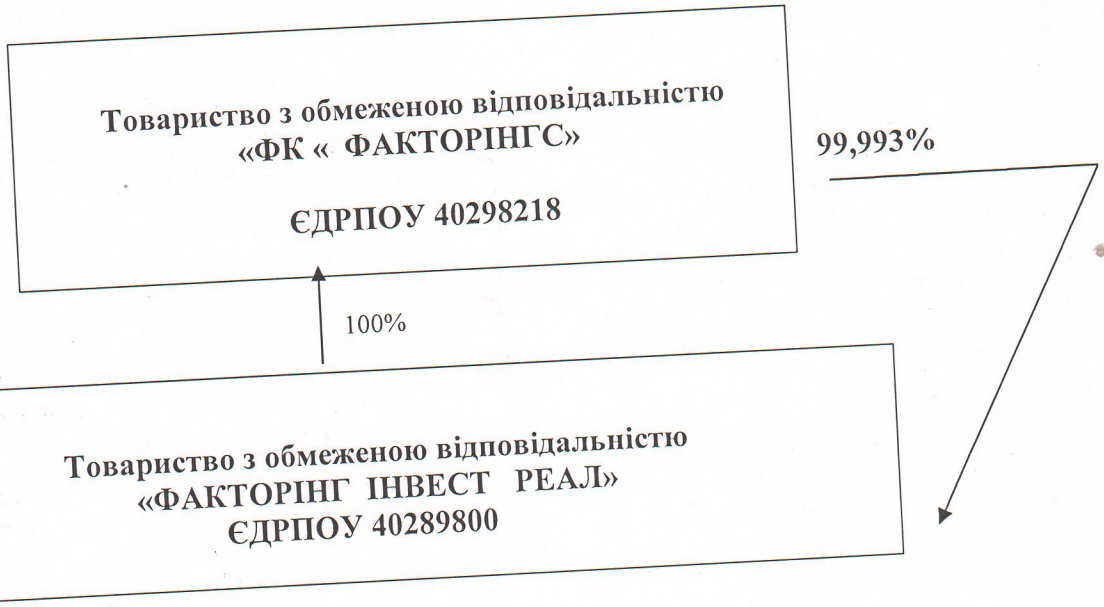 Товариство з обмеженою відповідальністю
«ФК « ФАКТОРІНГС»
ЄДРПОУ 40298218
99,993%
100%
Товариство з обмеженою відповідальністю
«ФАКТОРІНГ ІНВЕСТ РЕАЛ»
ЄДРПОУ 40289800